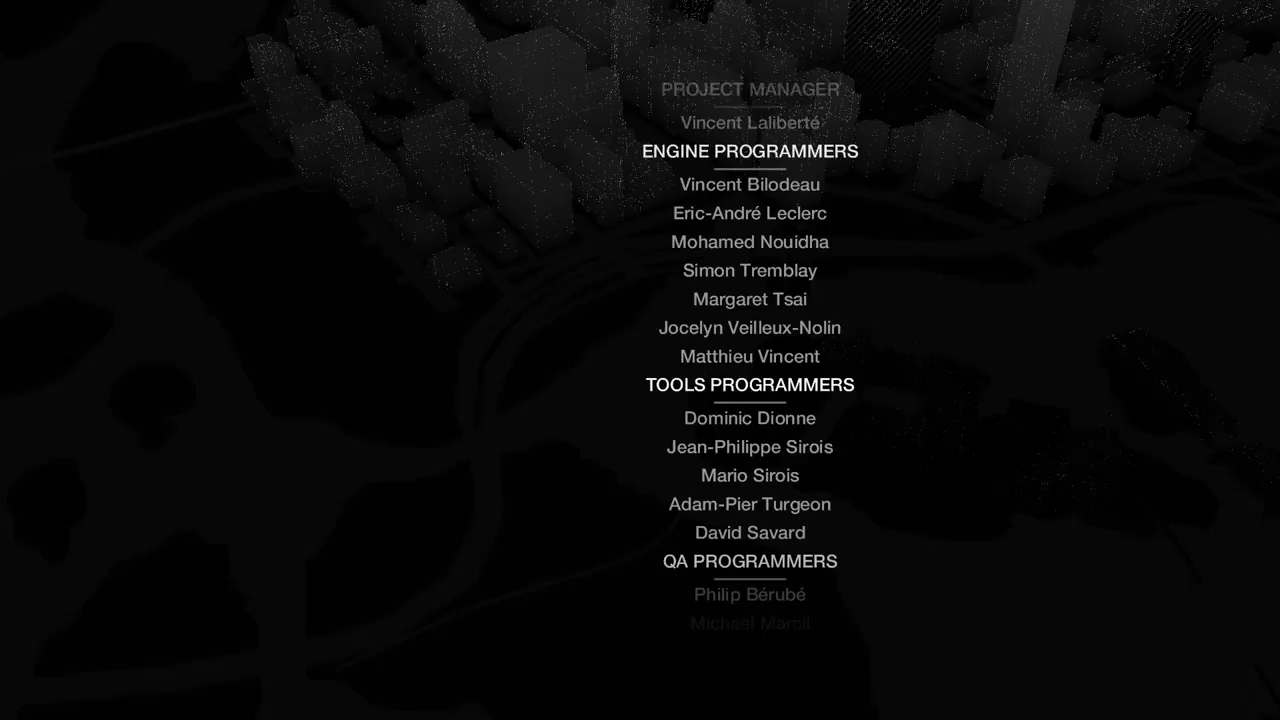 PROJECT MANAGER
Vincent Laliberté
ENGINE PROGRAMMERS
Vincent Bilodeau
Eric-André Leclerc
Mohamed Nouidha
Simon Tremblay
Margaret Tsai
Jocelyn Veilleux-Nolin
Matthieu Vincent
TOOLS PROGRAMMERS
Dominic Dionne
Jean-Philippe Sirois
Mario Sirois
Adam-Pier Turgeon
David Savard
QA PROGRAMMERS
Philip Bérubé
Michael Marcil